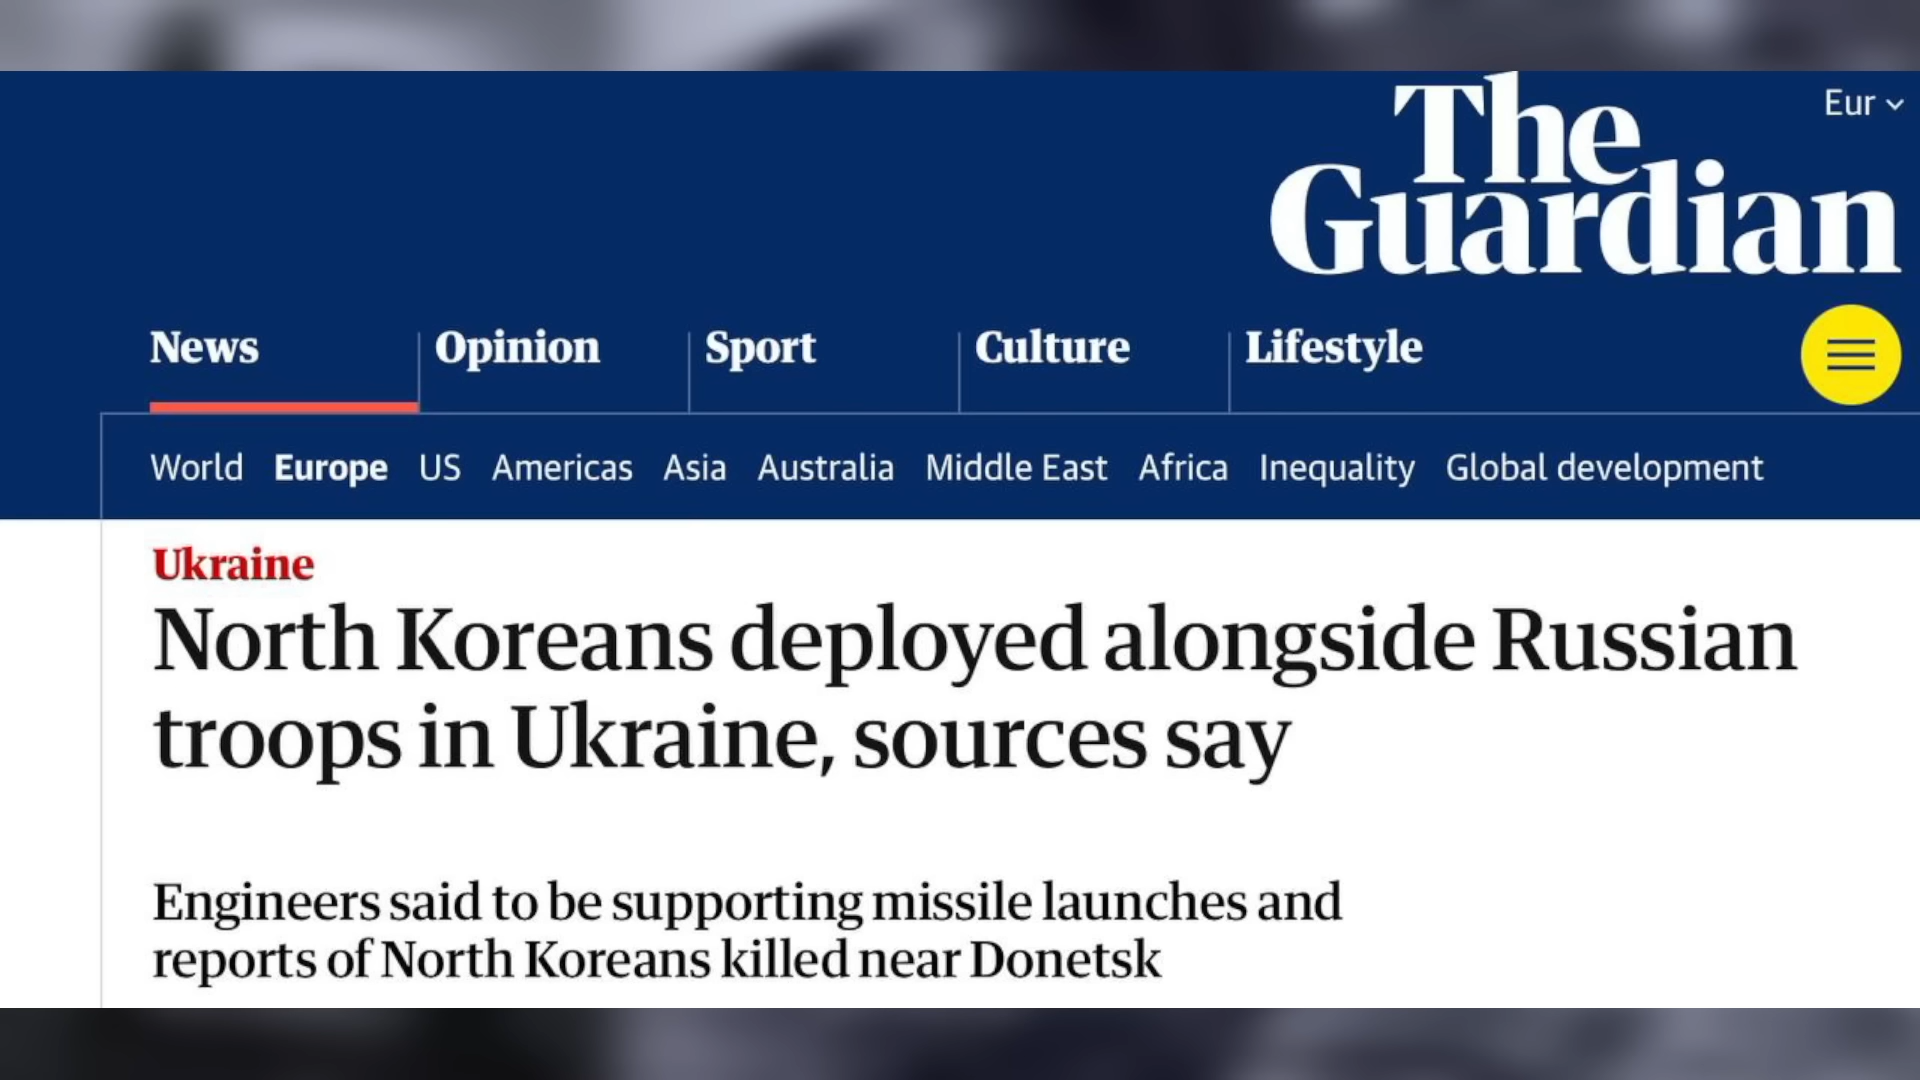 The
Guardian
Eur
News Opinion Sport Culture Lifestyle
World Europe US Americas Asia Australia Middle East Africa Inequality Global development
Ukraine
North Koreans deployed alongside Russian
troops in Ukraine, sources say
Engineers said to be supporting missile launches and
reports of North Koreans killed near Donetsk